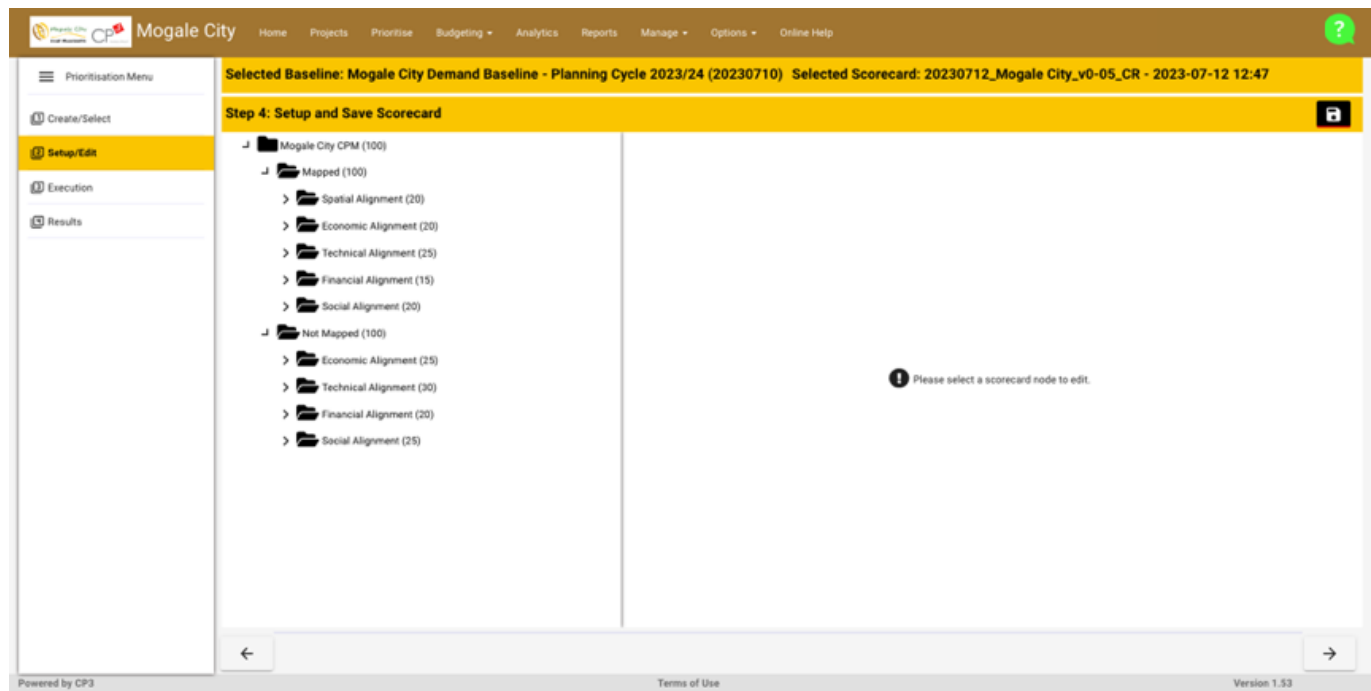 Mogale City CP3 Mogale City Home Projects Prioritise Budgeting Analytics Reports Manage Options Online Help ?
Prioritisation Menu
Selected Baseline: Mogale City Demand Baseline - Planning Cycle 2023/24 (20230710) Selected Scorecard: 20230712_Mogale City_v0-05_CR - 2023-07-12 12:47
Create/Select
Setup/Edit
Execution
Results
Step 4: Setup and Save Scorecard
Mogale City CPM (100)
Mapped (100)
Spatial Alignment (20)
Economic Alignment (20)
Technical Alignment (25)
Financial Alignment (15)
Social Alignment (20)
Not Mapped (100)
Economic Alignment (25)
Technical Alignment (30)
Financial Alignment (20)
Social Alignment (25)
Please select a scorecard node to edit.
Powered by CP3 Terms of Use Version 1.53